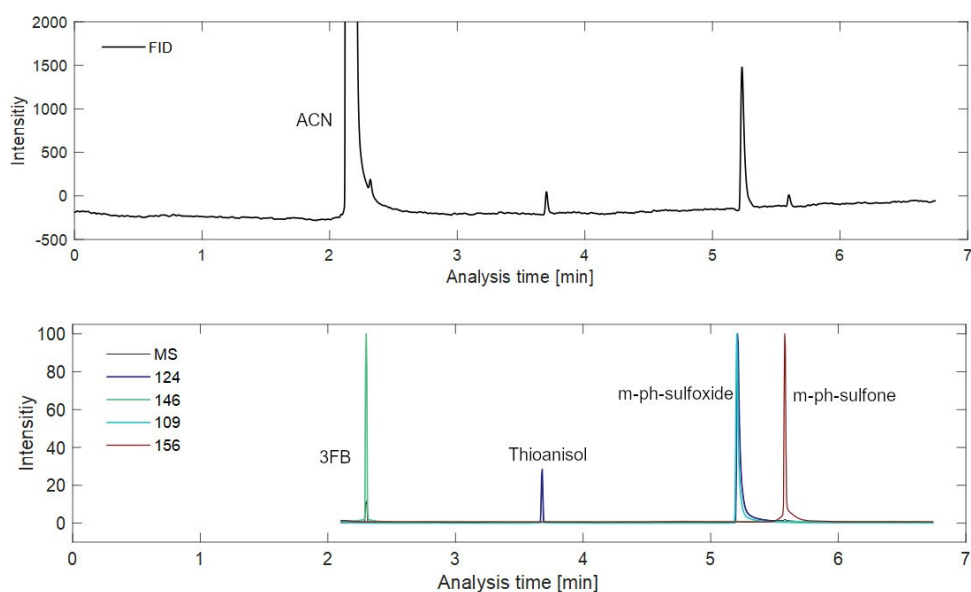 2000
1500
1000
500
0
-500
Intensitiy
FID
ACN
0 1 2 3 4 5 6 7
Analysis time [min]
100
80
60
40
20
0
Intensitiy
MS
124
146
109
156
3FB
Thioanisol
m-ph-sulfoxide
m-ph-sulfone
0 1 2 3 4 5 6 7
Analysis time [min]